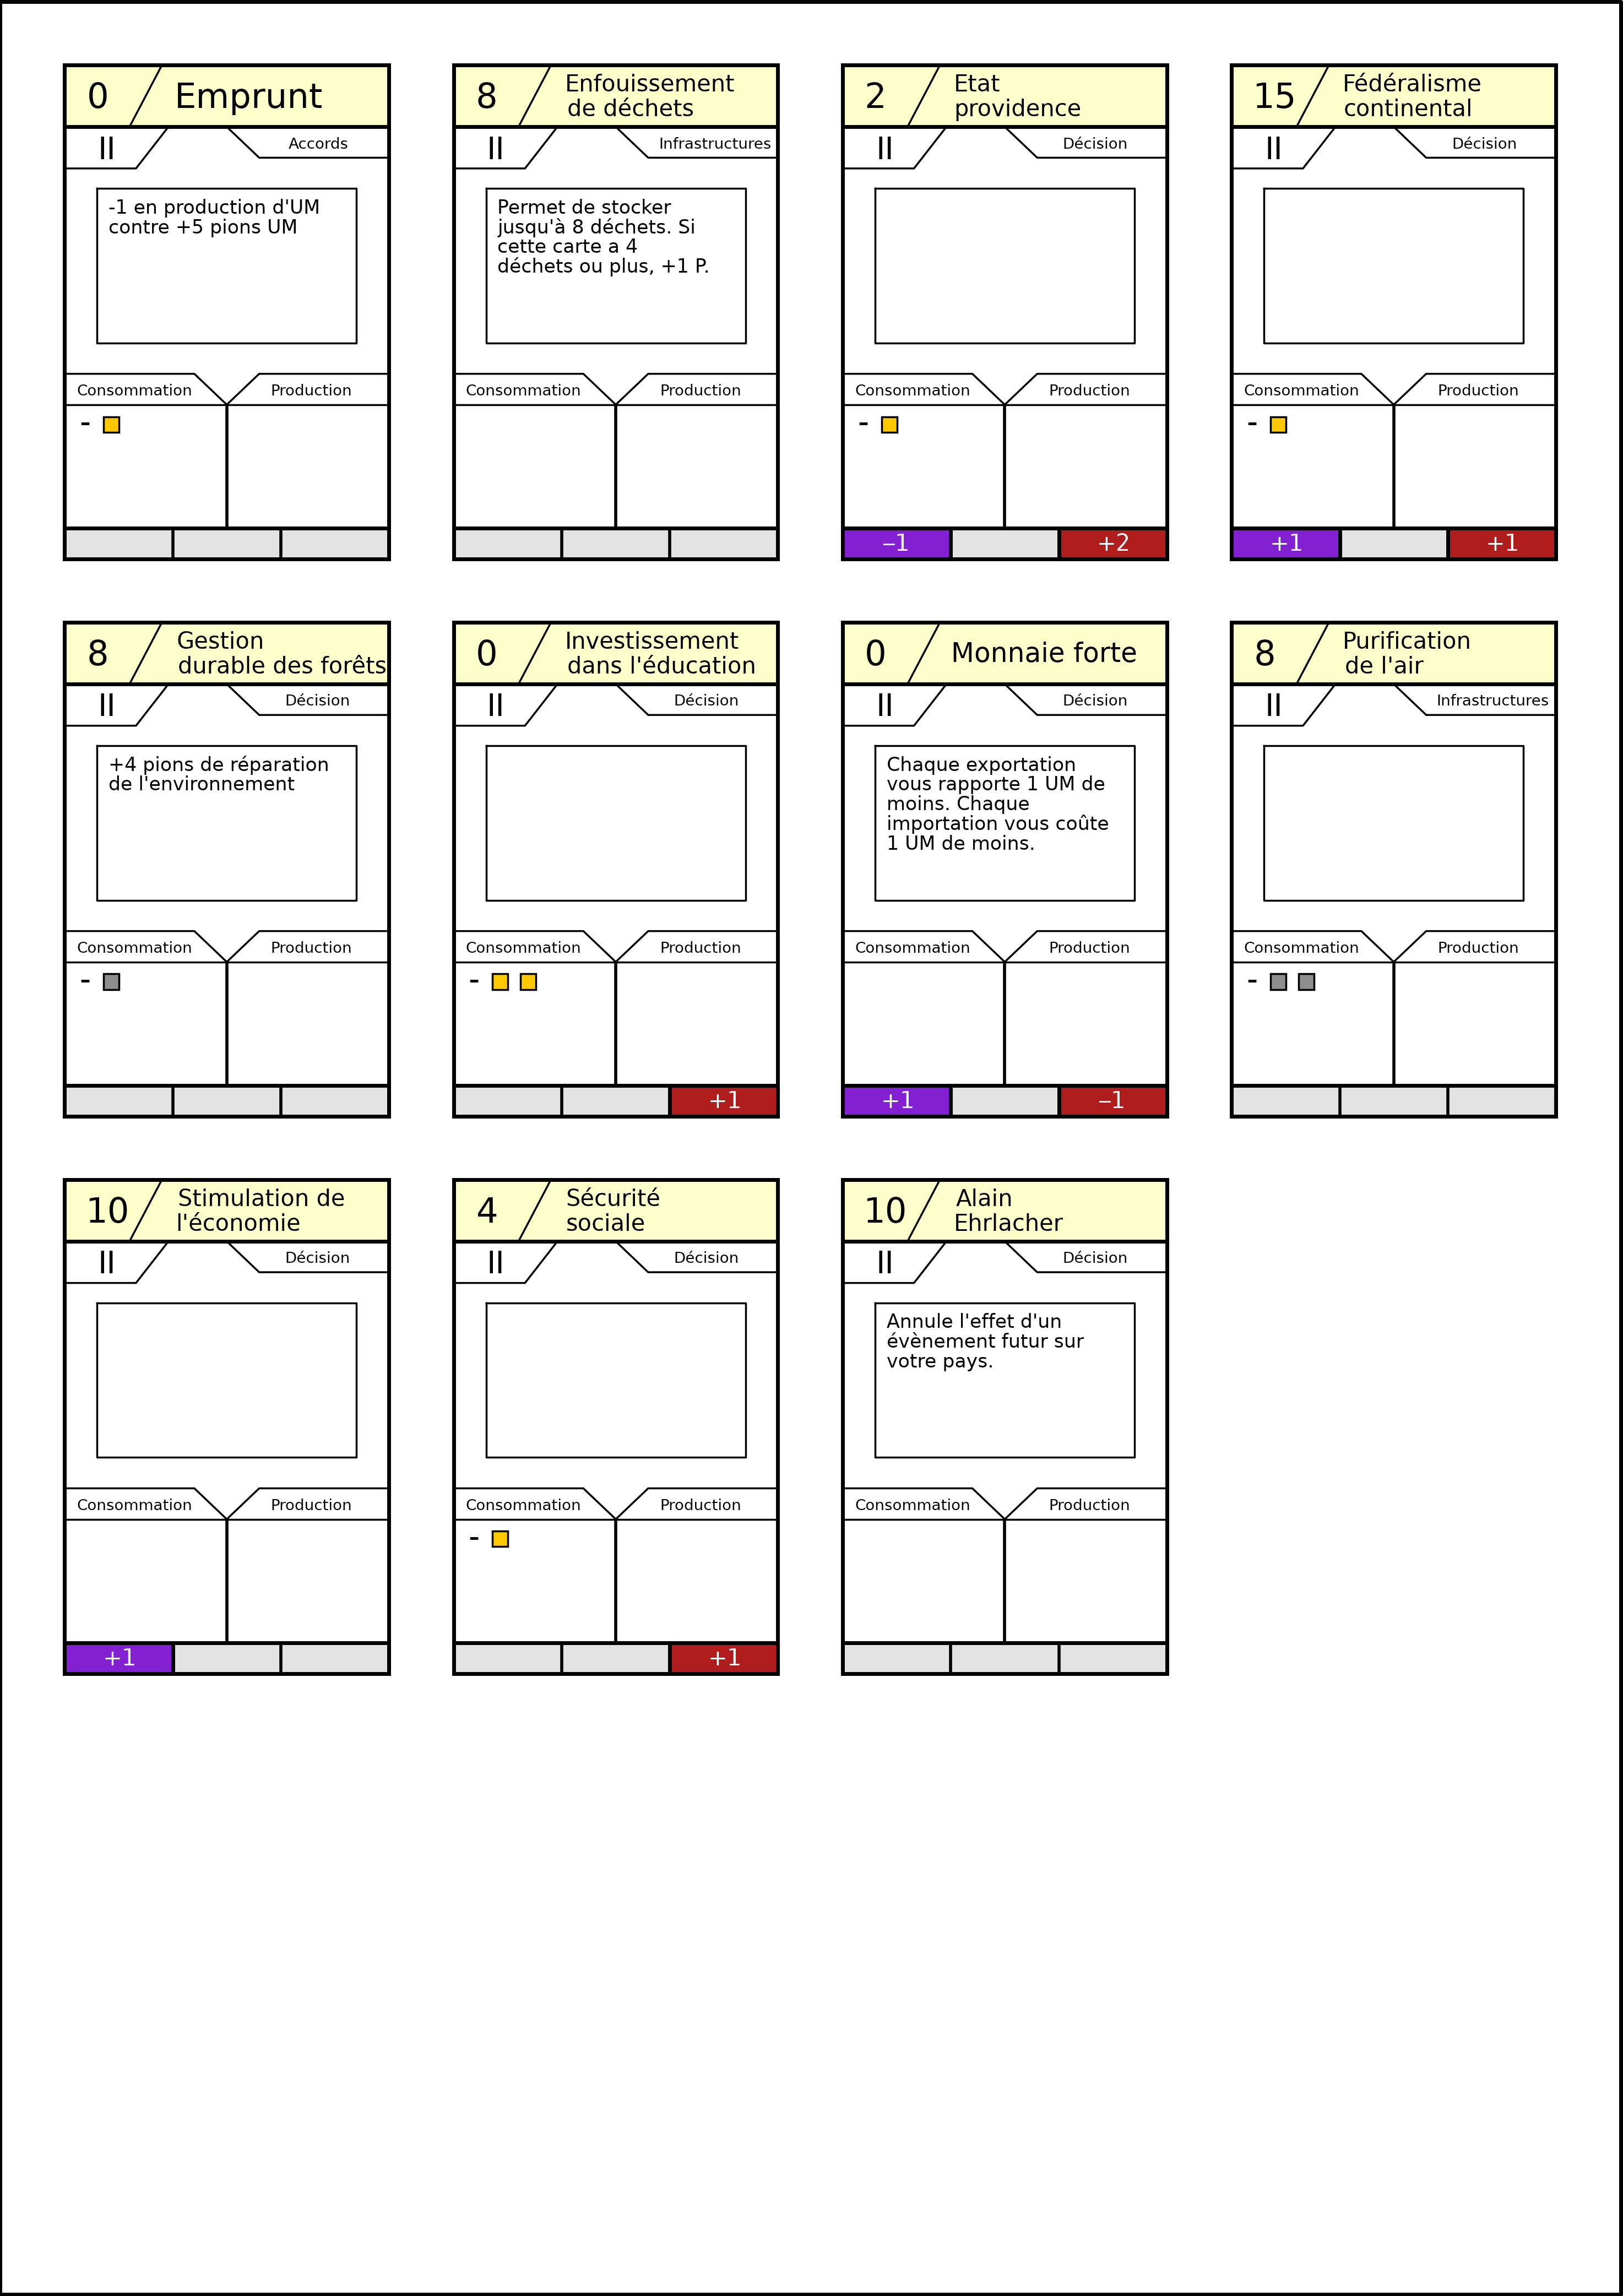 0
Emprunt
II
Accords
-1 en production d'UM
contre +5 pions UM
Consommation
Production
-
8
Enfouissement
de déchets
II
Infrastructures
Permet de stocker
jusqu'à 8 déchets. Si
cette carte a 4
déchets ou plus, +1 P.
Consommation
Production
2
Etat
providence
II
Décision
Consommation
Production
-
–1
+2
15
Fédéralisme
continental
II
Décision
Consommation
Production
-
+1
+1
8
Gestion
durable des forêts
II
Décision
+4 pions de réparation
de l'environnement
Consommation
Production
-
0
Investissement
dans l'éducation
II
Décision
Consommation
Production
-
+1
0
Monnaie forte
II
Décision
Chaque exportation
vous rapporte 1 UM de
moins. Chaque
importation vous coûte
1 UM de moins.
Consommation
Production
+1
–1
8
Purification
de l'air
II
Infrastructures
Consommation
Production
-
10
Stimulation de
l'économie
II
Décision
Consommation
Production
+1
4
Sécurité
sociale
II
Décision
Consommation
Production
-
+1
10
Alain
Ehrlacher
II
Décision
Annule l'effet d'un
évènement futur sur
votre pays.
Consommation
Production